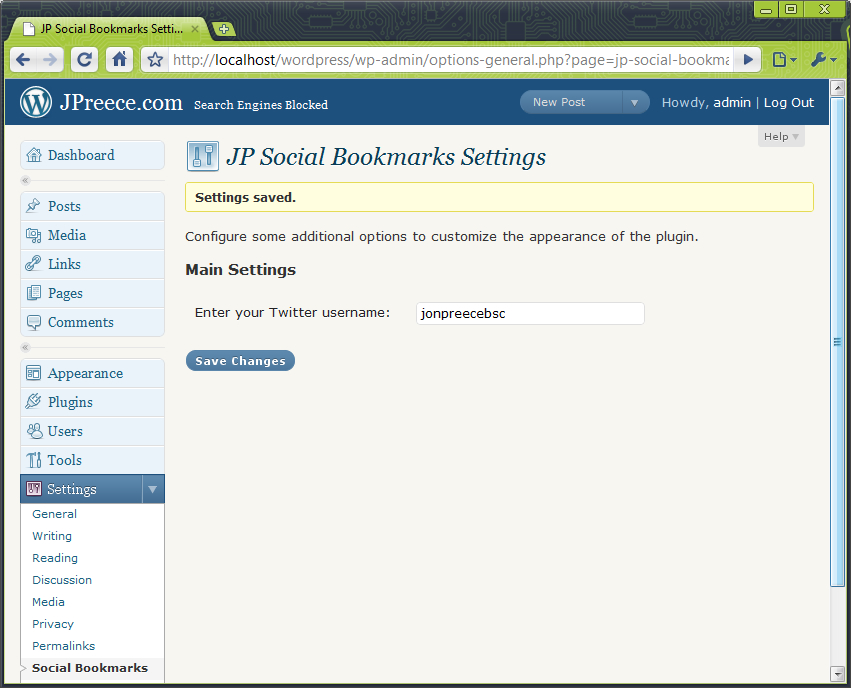 JP Social Bookmarks Setti...
http://localhost/wordpress/wp-admin/options-general.php?page=jp-social-bookma
JPreece.com Search Engines Blocked New Post Howdy, admin | Log Out
Help
Dashboard
Posts
Media
Links
Pages
Comments
Appearance
Plugins
Users
Tools
Settings
General
Writing
Reading
Discussion
Media
Privacy
Permalinks
Social Bookmarks
JP Social Bookmarks Settings
Settings saved.
Configure some additional options to customize the appearance of the plugin.
Main Settings
Enter your Twitter username: jonpreecebsc
Save Changes